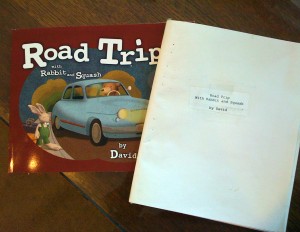 Road Trip
with
Rabbit and Squash
by
David
Road Trip
With Rabbit and Squash
by David